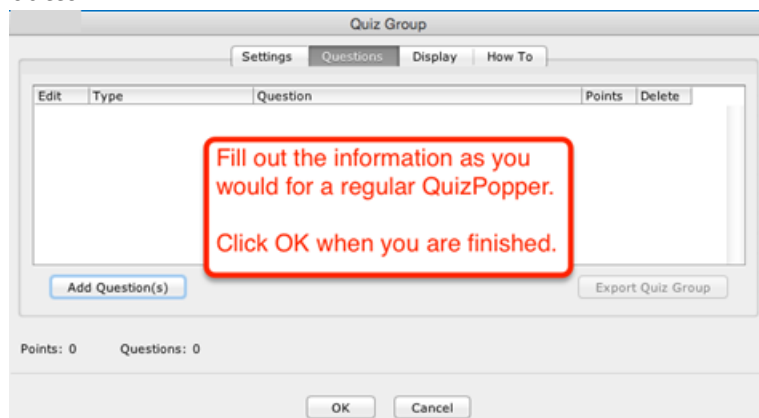 Quiz Group
Settings Questions Display How To
Edit Type Question Points Delete
Fill out the information as you
would for a regular QuizPopper.
Click OK when you are finished.
Add Question(s) Export Quiz Group
Points: 0 Questions: 0
OK Cancel